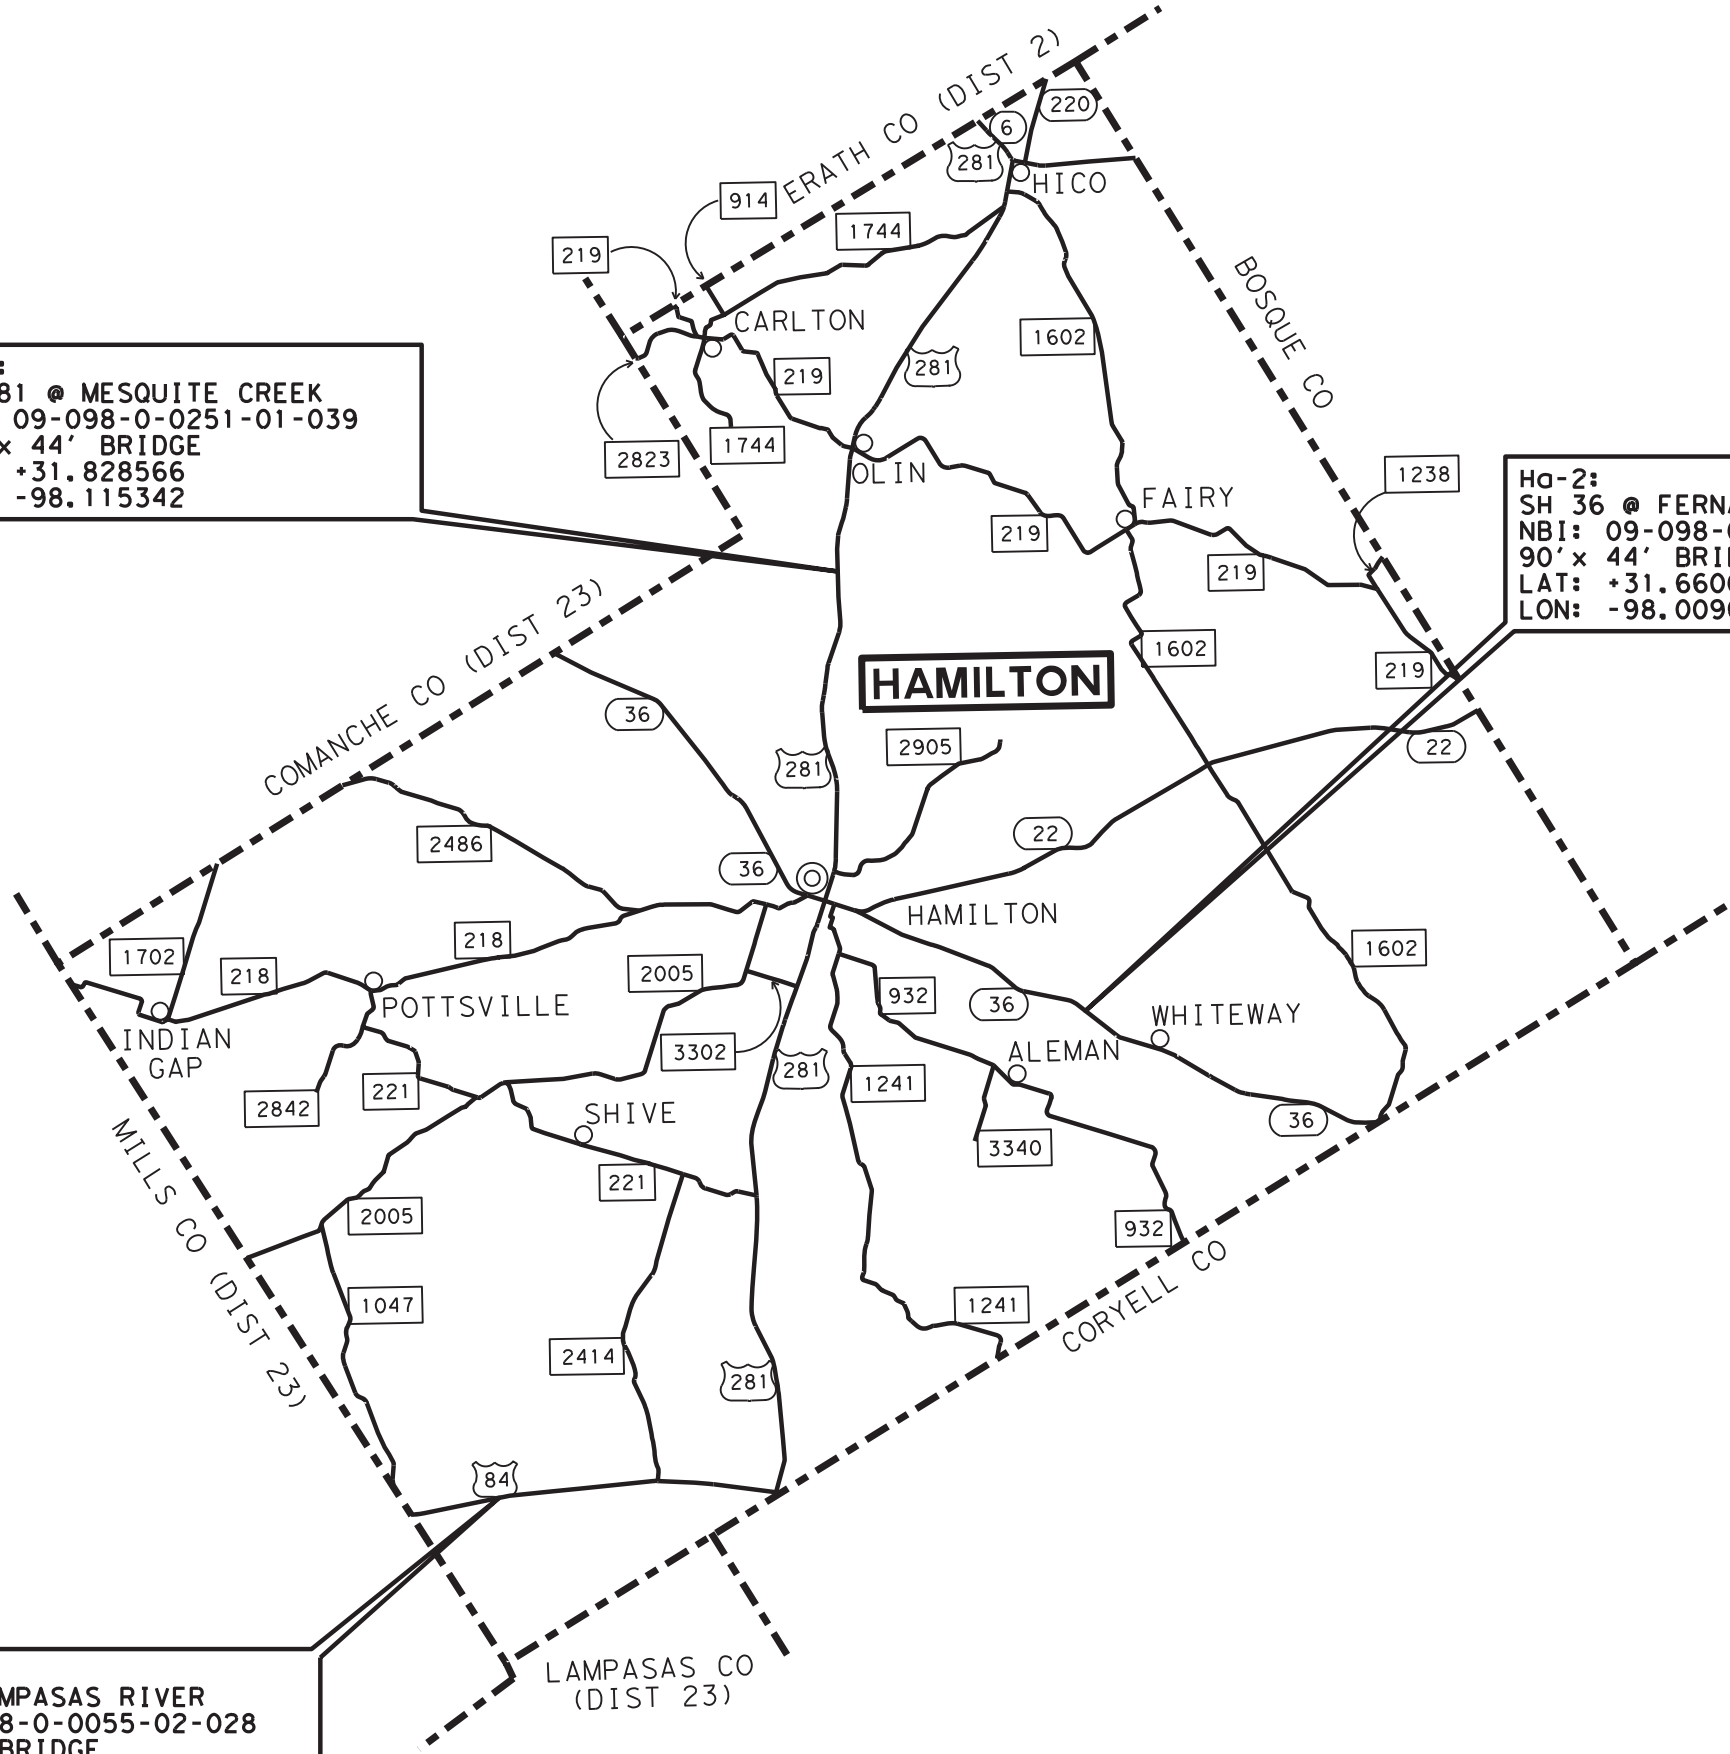 ERATH CO (DIST 2)
220
6
281
HICO
914
1744
219
CARLTON
1602
BOSQUE CO
281
219
81 @ MESQUITE CREEK
09-098-0-0251-01-039
x 44' BRIDGE
+31.828566
-98.115342
1744
2823
OLIN
1238
FAIRY
Ha-2:
SH 36 @
NBI: 09-098-
90'x 44'
LAT: +31.660
LON: -98.009
219
219
COMANCHE CO (DIST 23)
1602
219
HAMILTON
36
281
2905
22
22
2486
36
HAMILTON
218
1602
1702
218
2005
932
36
POTTSVILLE
WHITEWAY
INDIAN
GAP
3302
281
ALEMAN
1241
221
2842
SHIVE
36
3340
221
MILLS CO (DIST 23)
2005
932
CORYELL CO
1047
1241
2414
281
84
LAMPASAS CO
(DIST 23)
RIVER
8-0-0055-02-028
BRIDGE